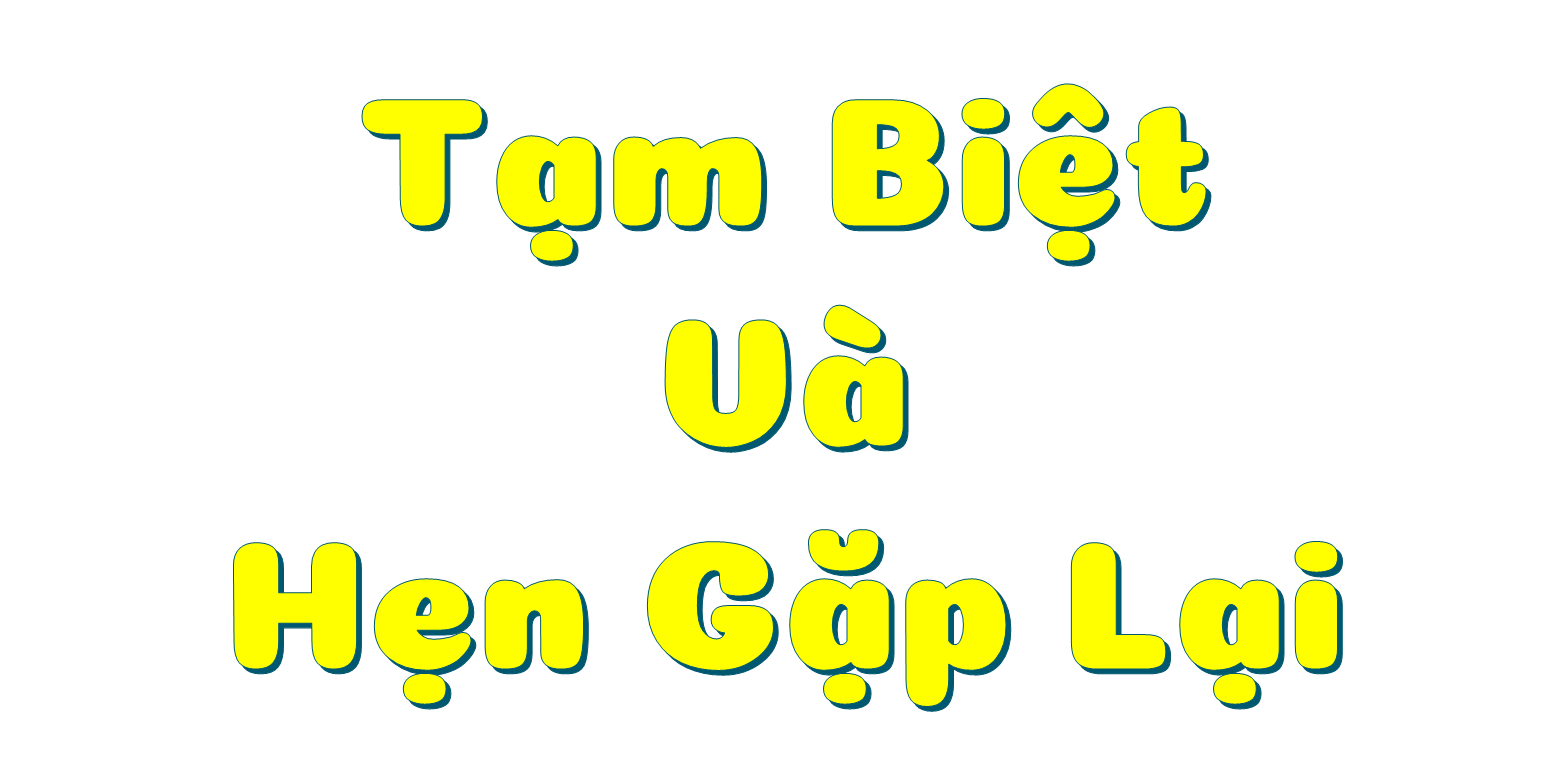 Tạm Biệt
Uà
Hẹn Gặp Lại